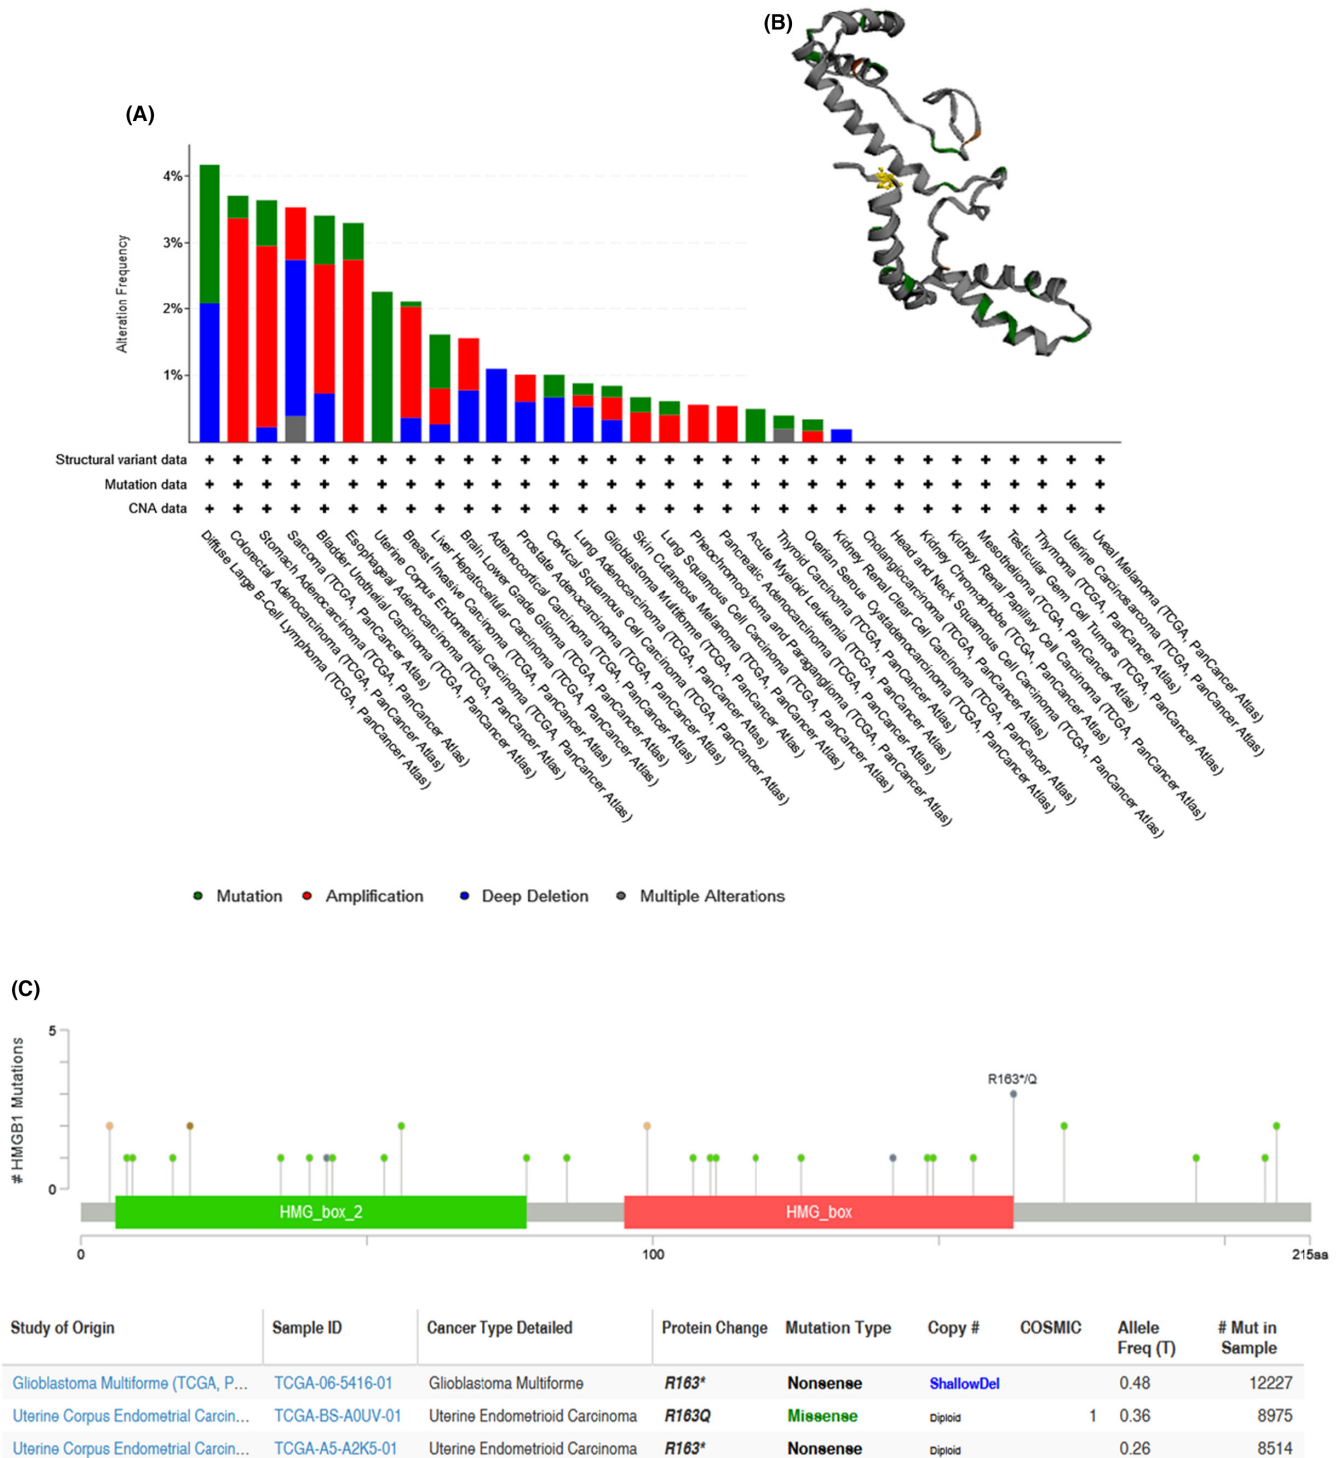 (B)
(A)
4%
3%
2%
1%
Alteration Frequency
Structural variant data
Mutation data
CNA data
Diffuse Large B-Cell Lymphoma (TCGA, PanCancer Atlas)
Colorectal Adenocarcinoma (TCGA, PanCancer Atlas)
Stomach Adenocarcinoma (TCGA, PanCancer Atlas)
Sarcoma (TCGA, PanCancer Atlas)
Bladder Urothelial Carcinoma (TCGA, PanCancer Atlas)
Esophageal Adenocarcinoma (TCGA, PanCancer Atlas)
Uterine Corpus Endometrial Carcinoma (TCGA, PanCancer Atlas)
Breast Invasive Carcinoma (TCGA, PanCancer Atlas)
Liver Hepatocellular Carcinoma (TCGA, PanCancer Atlas)
Brain Lower Grade Glioma (TCGA, PanCancer Atlas)
Adrenocortical Carcinoma (TCGA, PanCancer Atlas)
Prostate Adenocarcinoma (TCGA, PanCancer Atlas)
Cervical Squamous Cell Carcinoma (TCGA, PanCancer Atlas)
Lung Adenocarcinoma (TCGA, PanCancer Atlas)
Glioblastoma Multiforme (TCGA, PanCancer Atlas)
Skin Cutaneous Melanoma (TCGA, PanCancer Atlas)
Lung Squamous Cell Carcinoma (TCGA, PanCancer Atlas)
Pheochromocytoma and Paraganglioma (TCGA, PanCancer Atlas)
Pancreatic Adenocarcinoma (TCGA, PanCancer Atlas)
Acute Myeloid Leukemia (TCGA, PanCancer Atlas)
Thyroid Carcinoma (TCGA, PanCancer Atlas)
Ovarian Serous Cystadenocarcinoma (TCGA, PanCancer Atlas)
Kidney Renal Clear Cell Carcinoma (TCGA, PanCancer Atlas)
Cholangiocarcinoma (TCGA, PanCancer Atlas)
Head and Neck Squamous Cell Carcinoma (TCGA, PanCancer Atlas)
Kidney Chromophobe (TCGA, PanCancer Atlas)
Kidney Renal Papillary Cell Carcinoma (TCGA, PanCancer Atlas)
Mesothelioma (TCGA, PanCancer Atlas)
Testicular Germ Cell Tumors (TCGA, PanCancer Atlas)
Thymoma (TCGA, PanCancer Atlas)
Uterine Carcinosarcoma (TCGA, PanCancer Atlas)
Uveal Melanoma (TCGA, PanCancer Atlas)
Mutation Amplification Deep Deletion Multiple Alterations
(C)
# HMGB1 Mutations
5
0
R163*/Q
HMG_box_2 HMG_box
0 100 215aa
Study of Origin Sample ID Cancer Type Detailed Protein Change Mutation Type Copy # COSMIC Allele Freq (T) # Mut in Sample
Glioblastoma Multiforme (TCGA, P... TCGA-06-5416-01 Glioblastoma Multiforme R163* Nonsense ShallowDel 0.48 12227
Uterine Corpus Endometrial Carcin... TCGA-BS-A0UV-01 Uterine Endometrioid Carcinoma R163Q Missense Diploid 1 0.36 8975
Uterine Corpus Endometrial Carcin... TCGA-A5-A2K5-01 Uterine Endometrioid Carcinoma R163* Nonsense Diploid 0.26 8514